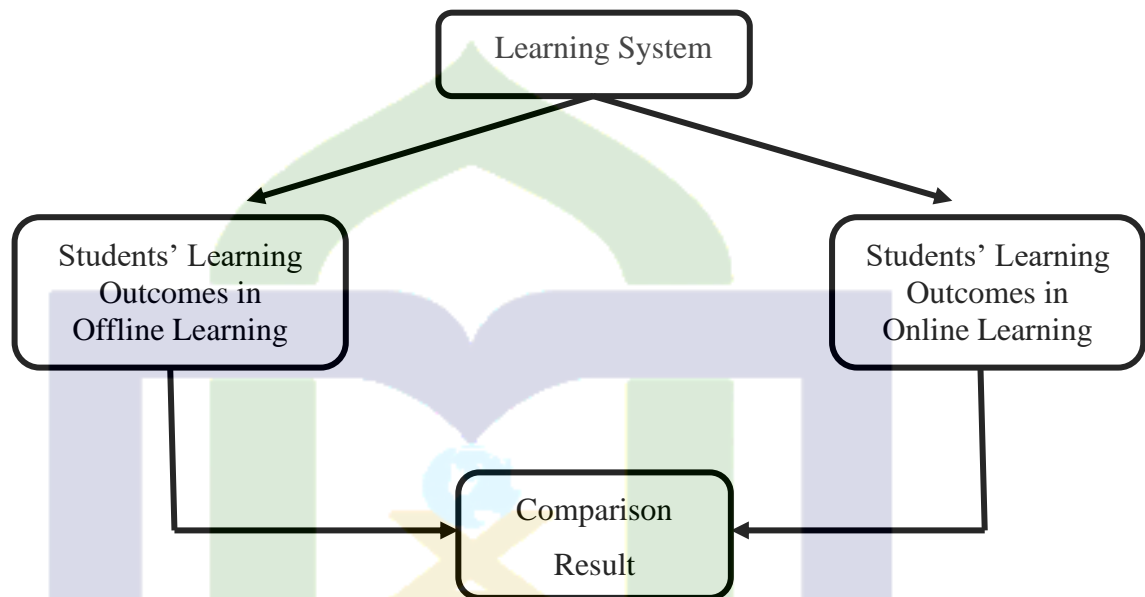 Learning System
Students’ Learning
Outcomes in
Offline Learning
Students’ Learning
Outcomes in
Online Learning
Comparison
Result